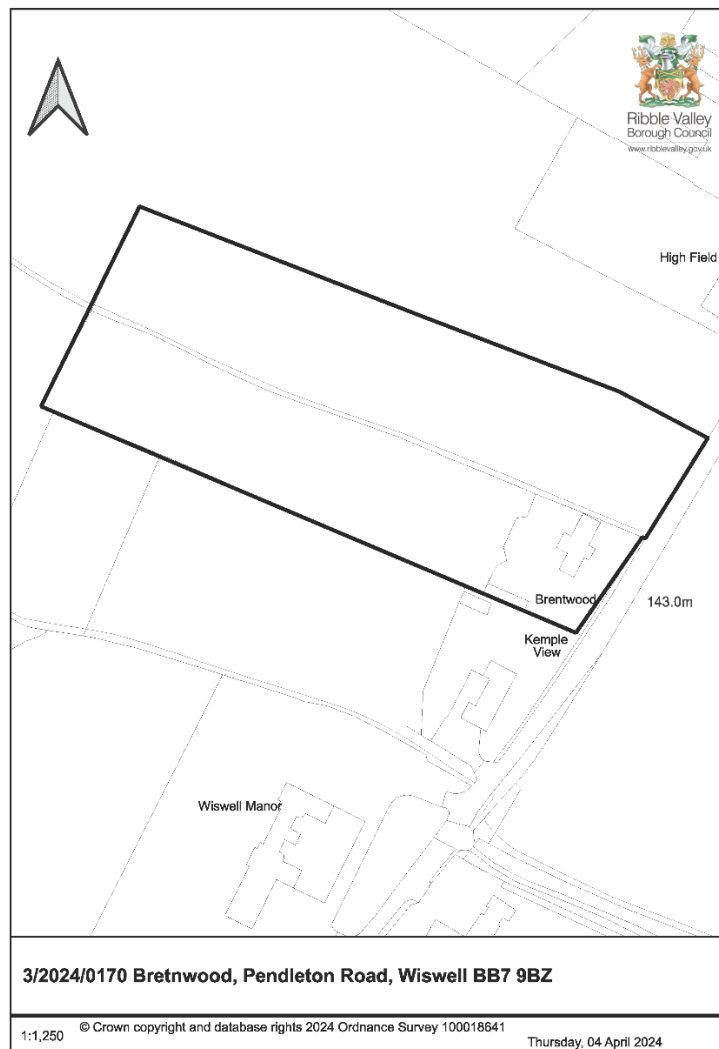 Ribble Valley
Borough Council
www.ribblevalley.gov.uk
High Field
Brentwood
143.0m
Kemple
View
Wiswell Manor
3/2024/0170 Bretnwood, Pendleton Road, Wiswell BB7 9BZ
1:1,250 © Crown copyright and database rights 2024 Ordnance Survey 100018641
Thursday, 04 April 2024